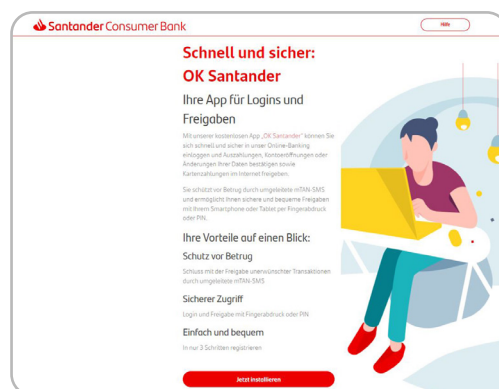 Santander Consumer Bank
Hilfe
Schnell und sicher:
OK Santander
Ihre App für Logins und
Freigaben
Mit unserer kostenlosen App „OK Santander“ können Sie
sich schnell und sicher in unser Online-Banking
einloggen und Auszahlungen, Kontoeröffnungen oder
Änderungen Ihrer Daten bestätigen sowie
Kartenzahlungen im Internet freigeben.
Sie schützt vor Betrug durch umgeleitete mTAN-SMS
und ermöglicht Ihnen sichere und bequeme Freigaben
mit Ihrem Smartphone oder Tablet per Fingerabdruck
oder PIN.
Ihre Vorteile auf einen Blick:
Schutz vor Betrug
Schluss mit der Freigabe unerwünschter Transaktionen
durch umgeleitete mTAN-SMS
Sicherer Zugriff
Login und Freigabe mit Fingerabdruck oder PIN
Einfach und bequem
In nur 3 Schritten registrieren
Jetzt installieren